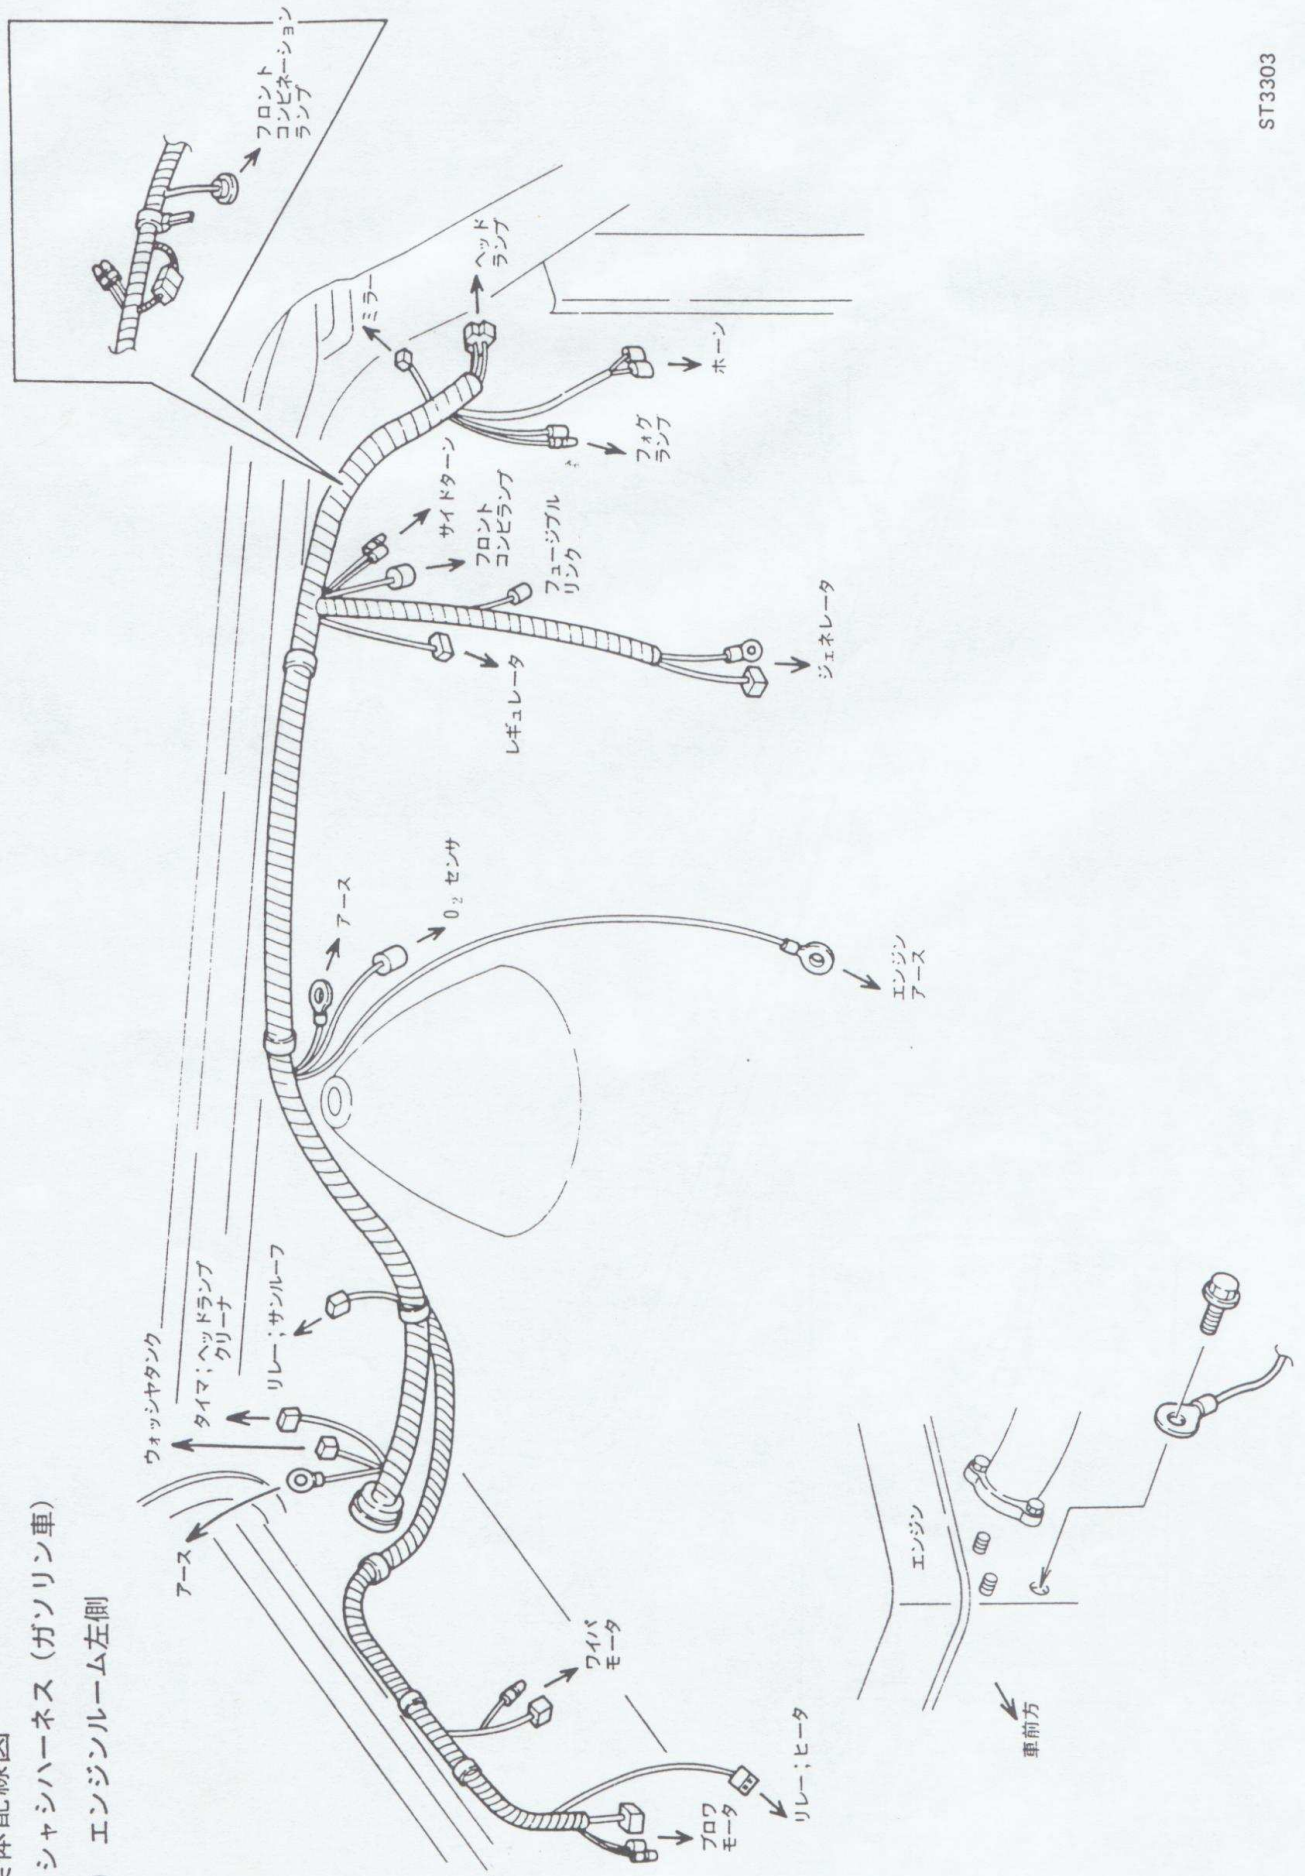 体配線図
シャシハーネス（ガソリン車）
エンジンルーム左側
アース
ウォッシャタンク
タイマ；ヘッドランプ
クリーナ
リレー；サンルーフ
アース
O₂ センサ
エンジン
アース
レギュレータ
サイドターン
フロント
コンビランプ
フュージブル
リンク
ジェネレータ
ミラー
ヘッド
ランプ
フォグ
ランプ
ホーン
フロント
コンビネーション
ランプ
ワイパ
モータ
ブロワ
モータ
リレー；ヒータ
エンジン
車前方
ST3303